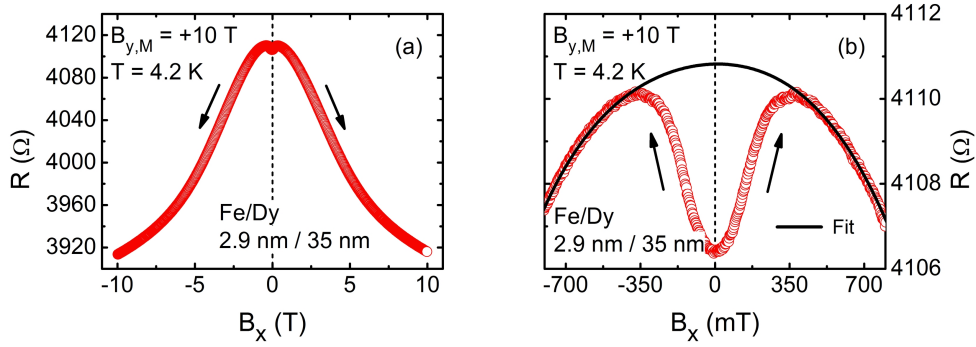 B_y,M = +10 T
(a)
T = 4.2 K
Fe/Dy
2.9 nm / 35 nm
R (Ω)
4120
4080
4040
4000
3960
3920
-10 -5 0 5 10
B_x (T)
B_y,M = +10 T
(b)
T = 4.2 K
Fe/Dy
2.9 nm / 35 nm
Fit
4112
4110
4108
4106
R (Ω)
-700 -350 0 350 700
B_x (mT)